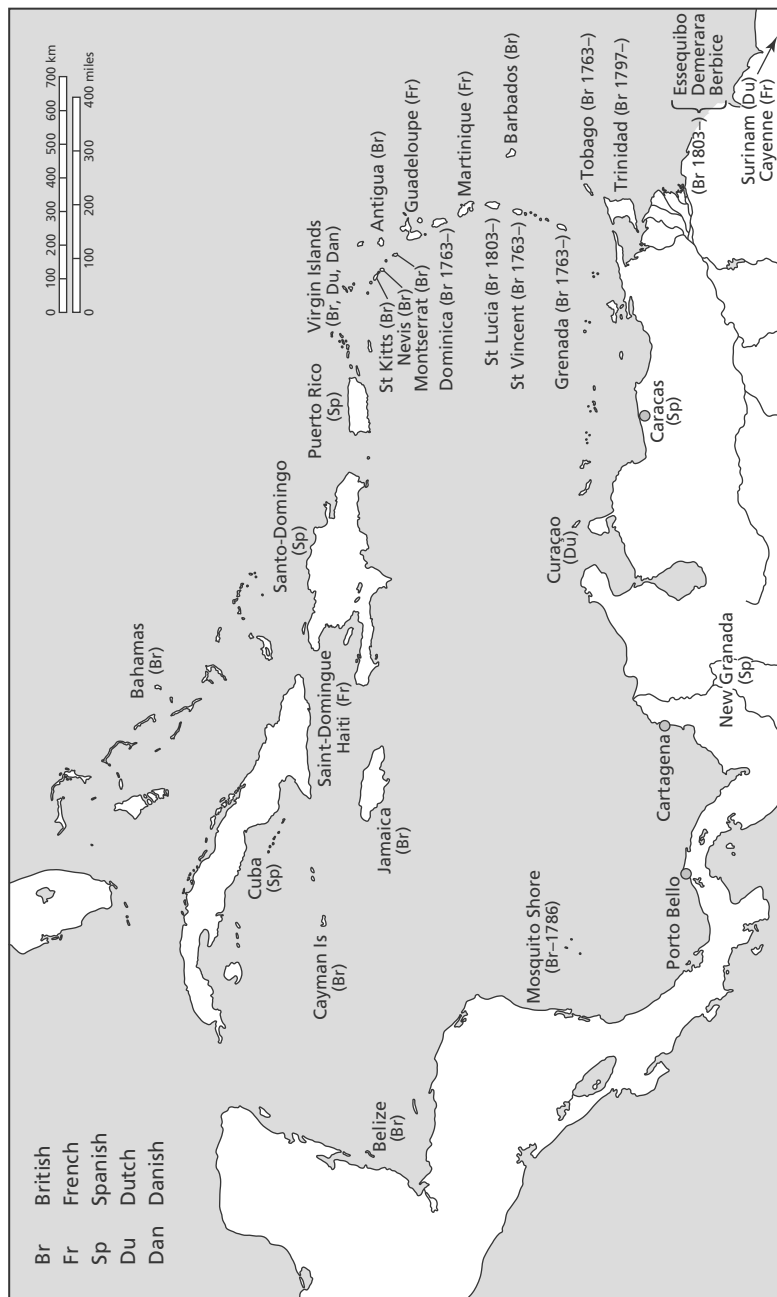 Br British
Fr French
Sp Spanish
Du Dutch
Dan Danish
0 100 200 300 400 500 600 700 km
0 100 200 300 400 miles
Bahamas
(Br)
Cuba
(Sp)
Cayman Is
(Br)
Belize
(Br)
Jamaica
(Br)
Saint-Domingue
Haiti (Fr)
Santo-Domingo
(Sp)
Puerto Rico
(Sp)
Virgin Islands
(Br, Du, Dan)
Antigua (Br)
St Kitts (Br)
Nevis (Br)
Montserrat (Br)
Guadeloupe (Fr)
Dominica (Br 1763–)
Martinique (Fr)
St Lucia (Br 1803–)
St Vincent (Br 1763–)
Barbados (Br)
Grenada (Br 1763–)
Tobago (Br 1763–)
Trinidad (Br 1797–)
Mosquito Shore
(Br–1786)
Porto Bello
Cartagena
New Granada
(Sp)
Curaçao
(Du)
Caracas
(Sp)
(Br 1803–)
Essequibo
Demerara
Berbice
Surinam (Du)
Cayenne (Fr)